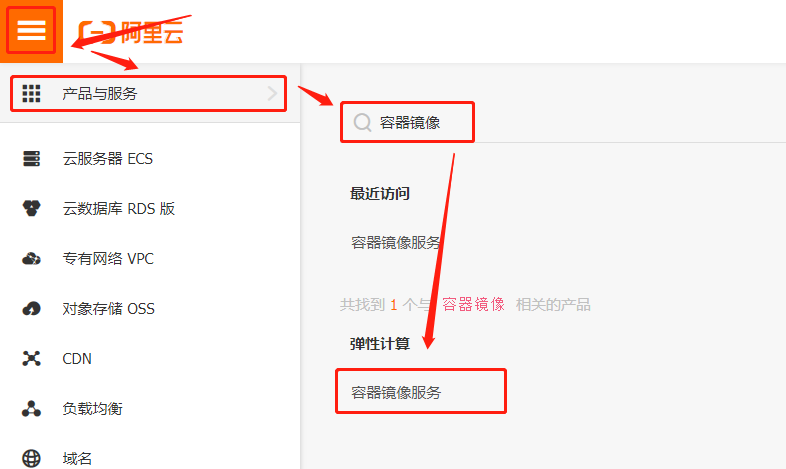 阿里云
产品与服务
云服务器 ECS
云数据库 RDS 版
专有网络 VPC
对象存储 OSS
CDN
负载均衡
域名
容器镜像
最近访问
容器镜像服务
共找到 1 个与 容器镜像 相关的产品
弹性计算
容器镜像服务